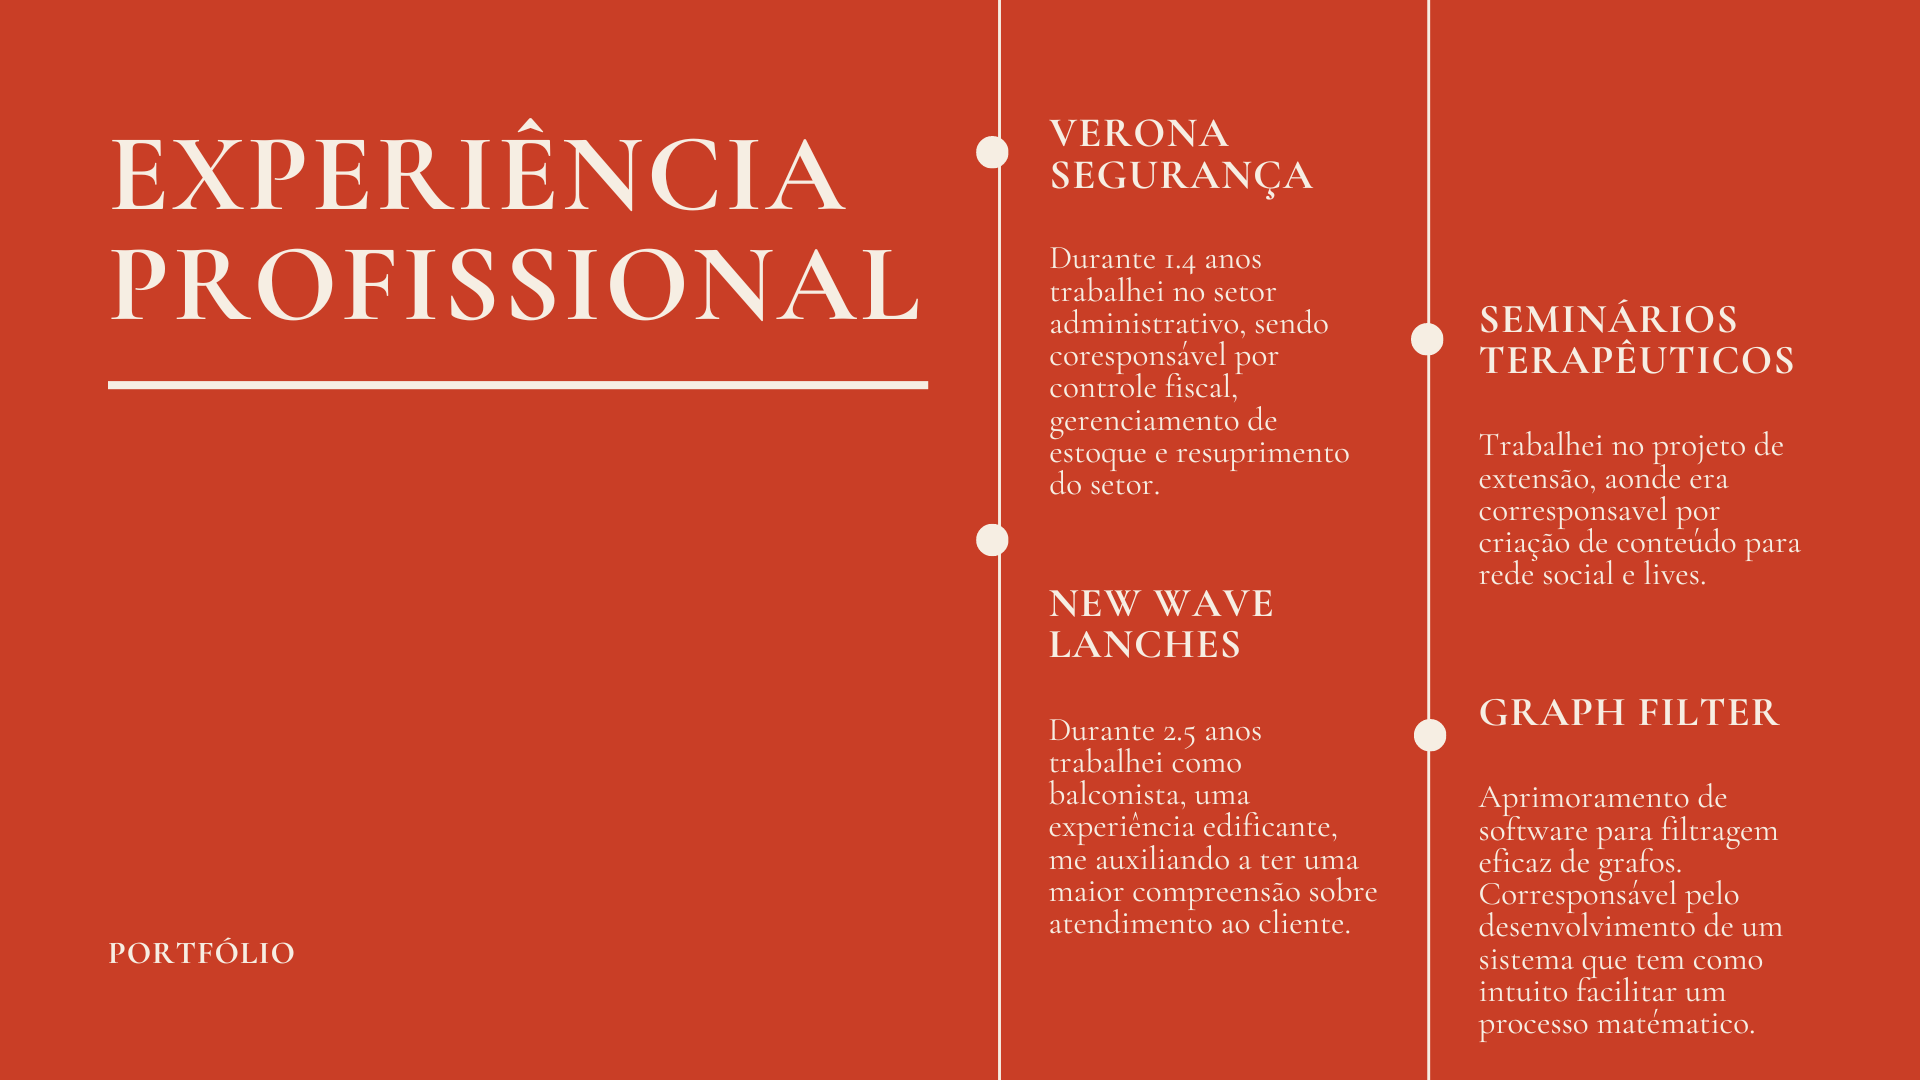 EXPERIÊNCIA
PROFISSIONAL
PORTFÓLIO
VERONA
SEGURANÇA
Durante 1.4 anos
trabalhei no setor
administrativo, sendo
coresponsável por
controle fiscal,
gerenciamento de
estoque e resuprimento
do setor.
NEW WAVE
LANCHES
Durante 2.5 anos
trabalhei como
balconista, uma
experiência edificante,
me auxiliando a ter uma
maior compreensão sobre
atendimento ao cliente.
SEMINÁRIOS
TERAPÊUTICOS
Trabalhei no projeto de
extensão, aonde era
corresponsavel por
criação de conteúdo para
rede social e lives.
GRAPH FILTER
Aprimoramento de
software para filtragem
eficaz de grafos.
Corresponsável pelo
desenvolvimento de um
sistema que tem como
intuito facilitar um
processo matématico.